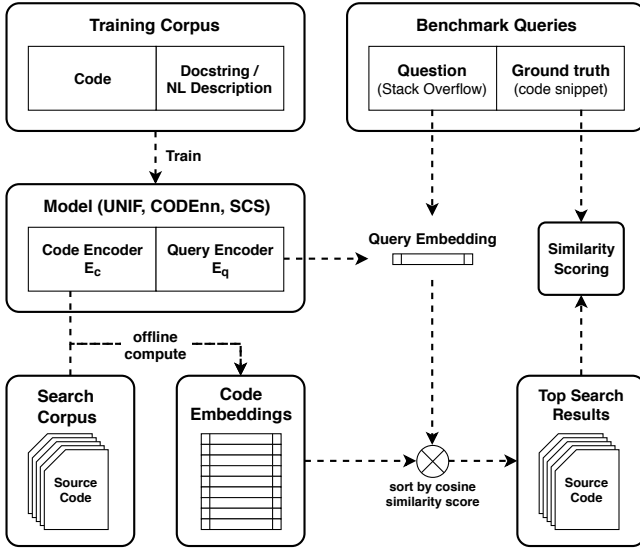 Training Corpus
Code
Docstring /
NL Description
Benchmark Queries
Question
(Stack Overflow)
Ground truth
(code snippet)
Train
Model (UNIF, CODEnn, SCS)
Code Encoder
Ec
Query Encoder
Eq
Query Embedding
Similarity
Scoring
offline
compute
Search
Corpus
Source
Code
Code
Embeddings
sort by cosine
similarity score
Top Search
Results
Source
Code